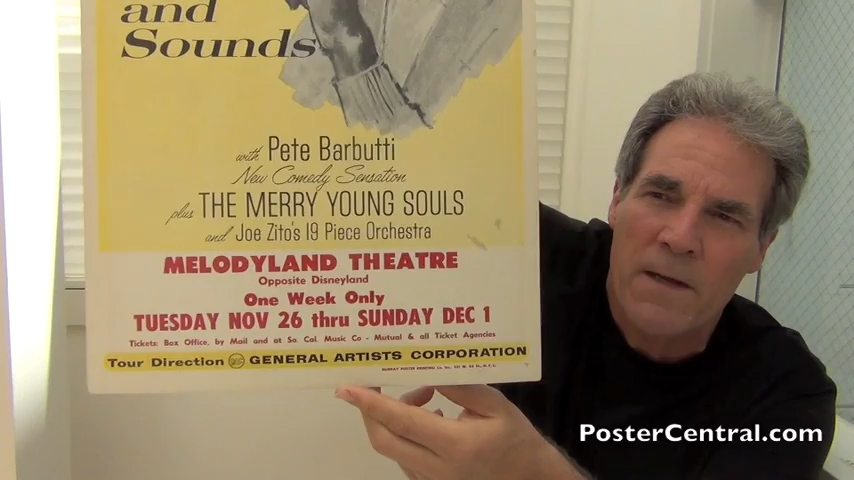 and
Sounds
with Pete Barbutti
New Comedy Sensation
plus THE MERRY YOUNG SOULS
and Joe Zito's 19 Piece Orchestra
MELODYLAND THEATRE
Opposite Disneyland
One Week Only
TUESDAY NOV 26 thru SUNDAY DEC 1
Tickets: Box Office, by Mail and at So. Cal. Music Co - Mutual & all Ticket Agencies
Tour Direction GENERAL ARTISTS CORPORATION
PosterCentral.com